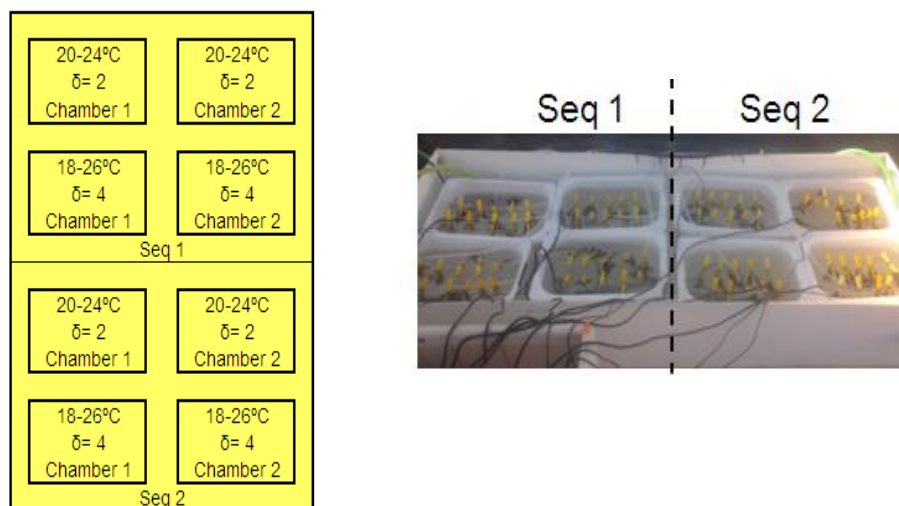 20-24ºC
δ= 2
Chamber 1
20-24ºC
δ= 2
Chamber 2
18-26ºC
δ= 4
Chamber 1
18-26ºC
δ= 4
Chamber 2
Seq 1
20-24ºC
δ= 2
Chamber 1
20-24ºC
δ= 2
Chamber 2
18-26ºC
δ= 4
Chamber 1
18-26ºC
δ= 4
Chamber 2
Seq 2
Seq 1
Seq 2